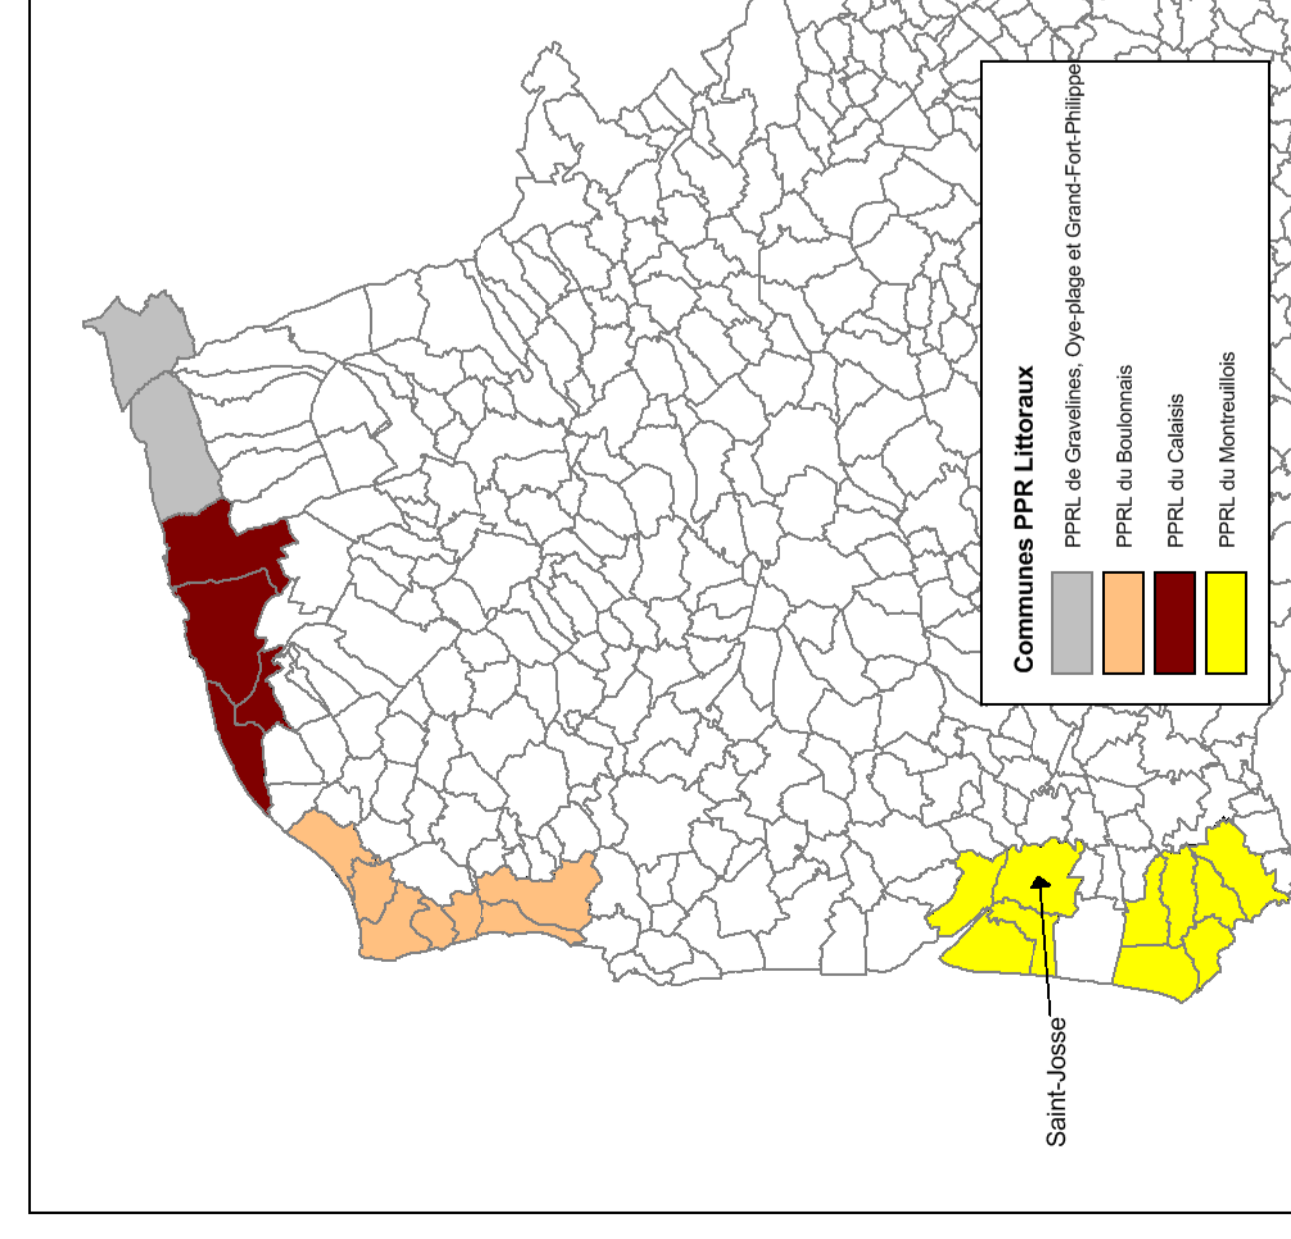 Communes PPR Littoraux
PPRL de Gravelines, Oye-plage et Grand-Fort-Philippe
PPRL du Boulonnais
PPRL du Calaisis
PPRL du Montreuillois
Saint-Josse